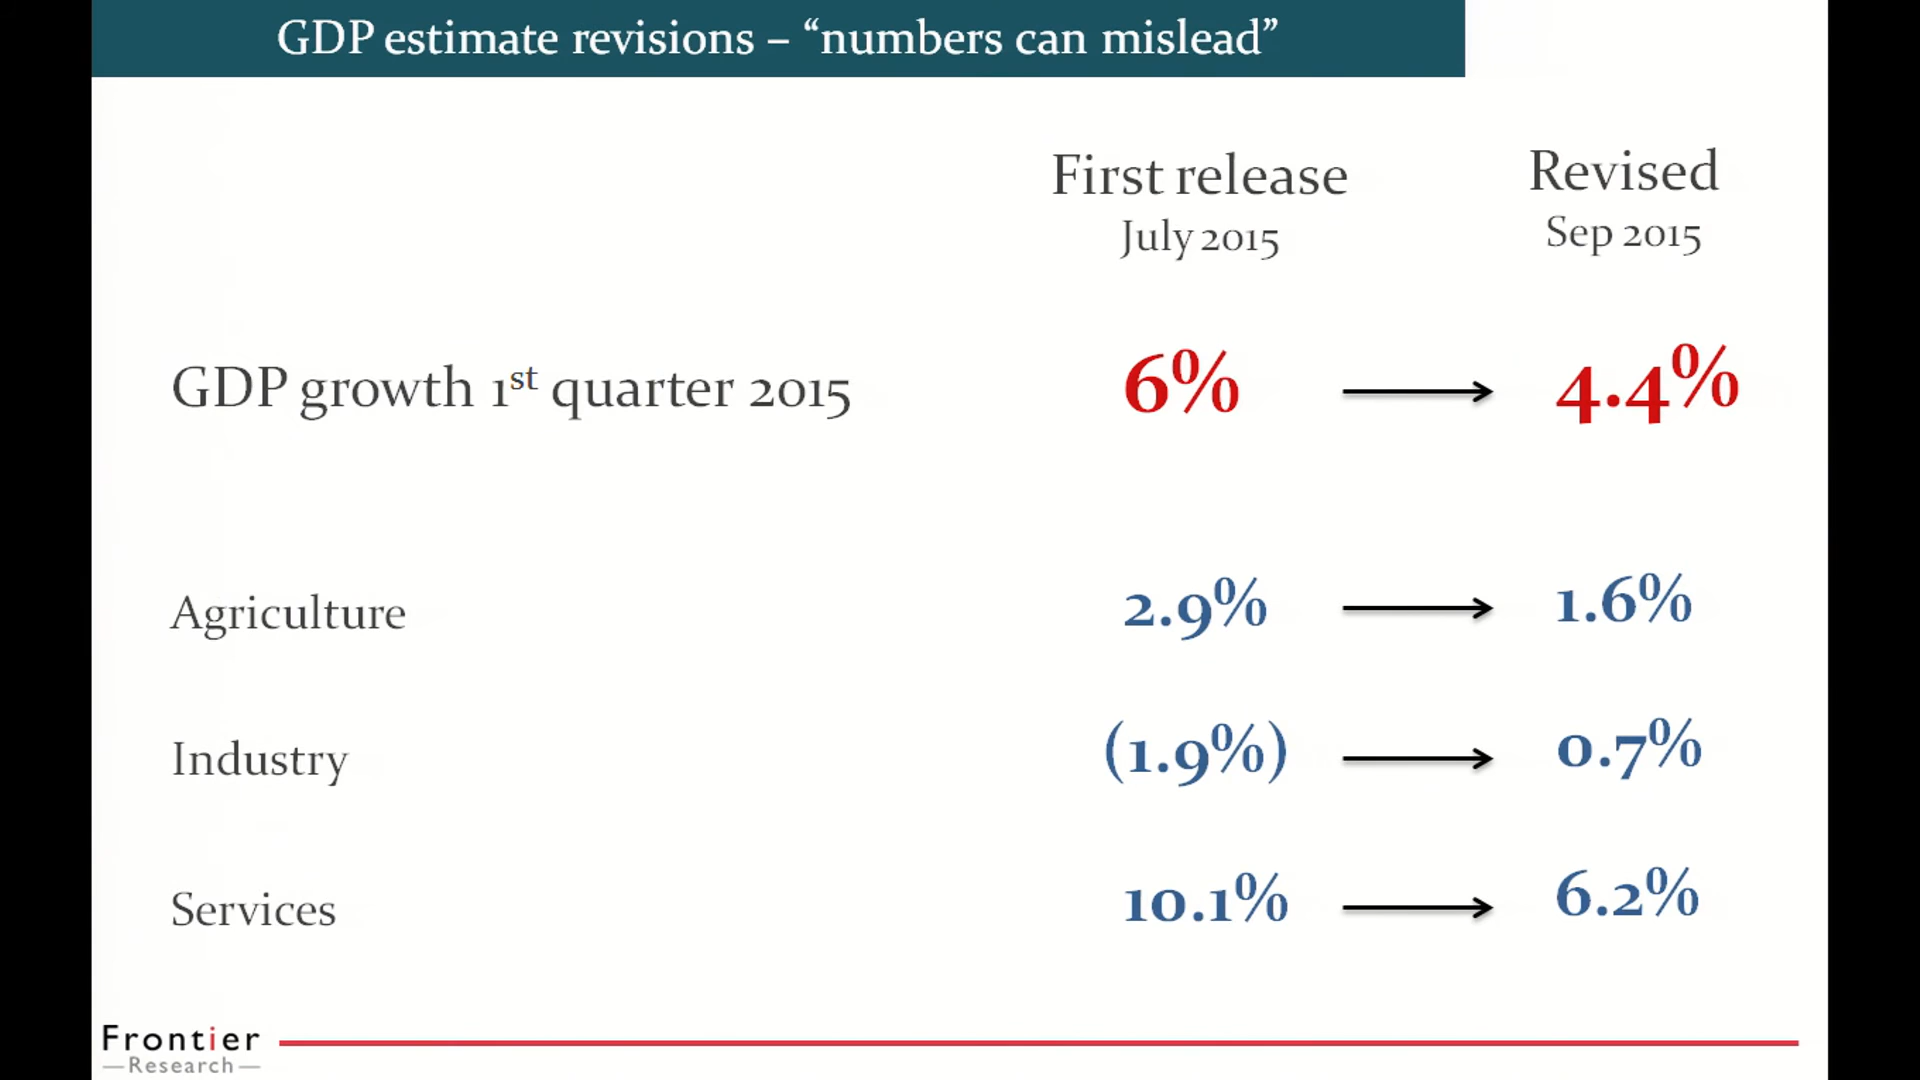 GDP estimate revisions – “numbers can mislead”
First release
July 2015
Revised
Sep 2015
GDP growth 1st quarter 2015 6% 4.4%
Agriculture 2.9% 1.6%
Industry (1.9%) 0.7%
Services 10.1% 6.2%
Frontier
—Research—